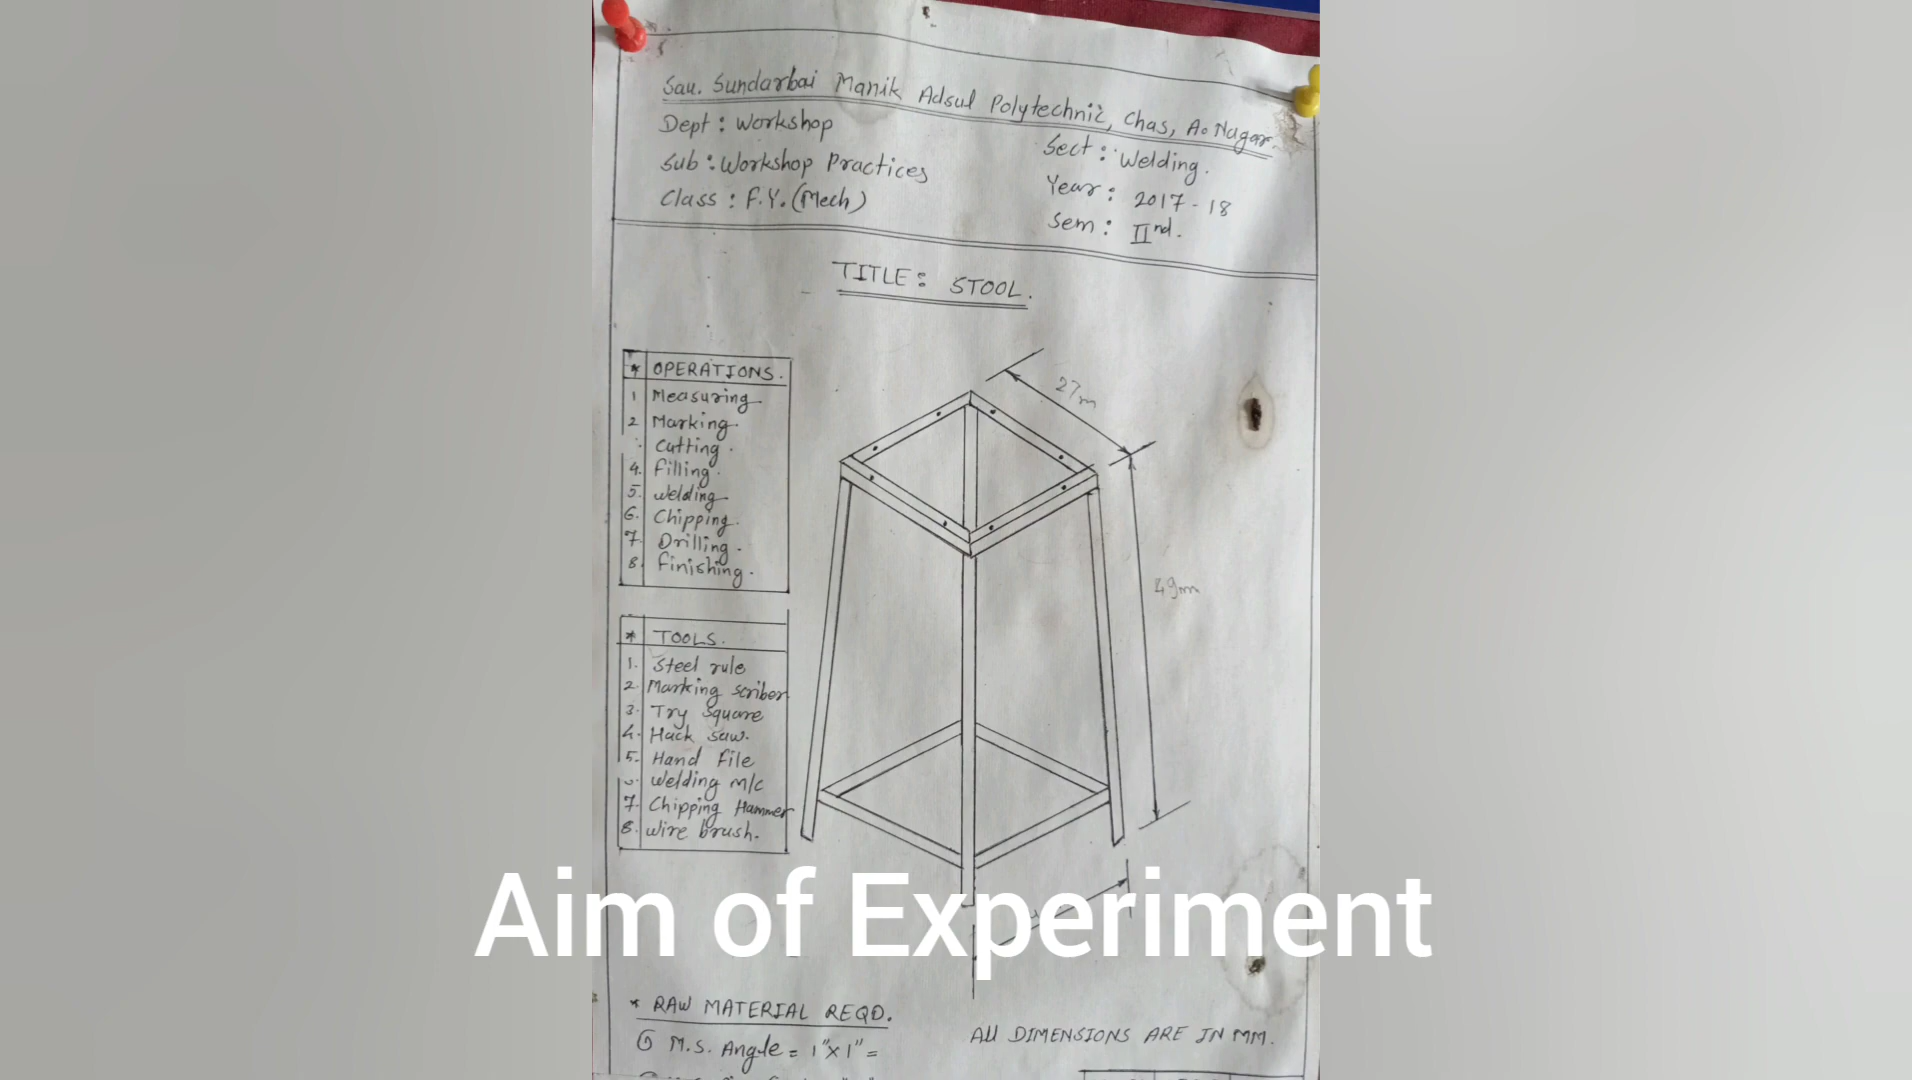 Sau. Sundarbai Manik Adsul Polytechnic, Chas, A. Nagar.
Dept : Workshop
Sect : Welding.
Sub : Workshop Practices
Year : 2017-18
Class : F.Y. (Mech)
Sem : IInd.
TITLE : STOOL.
* OPERATIONS.
1 Measuring
2 Marking.
Cutting.
4. Filling.
5. Welding
6. Chipping.
7. Drilling.
8. Finishing.
27m
49m
* TOOLS.
1. Steel rule
2. Marking scriber
3. Try square
4. Hack saw.
5. Hand file
Welding M/C
7. Chipping Hammer
8. Wire brush.
Aim of Experiment
* RAW MATERIAL REQD.
M.S. Angle = 1"x1" =
All DIMENSIONS ARE IN MM.